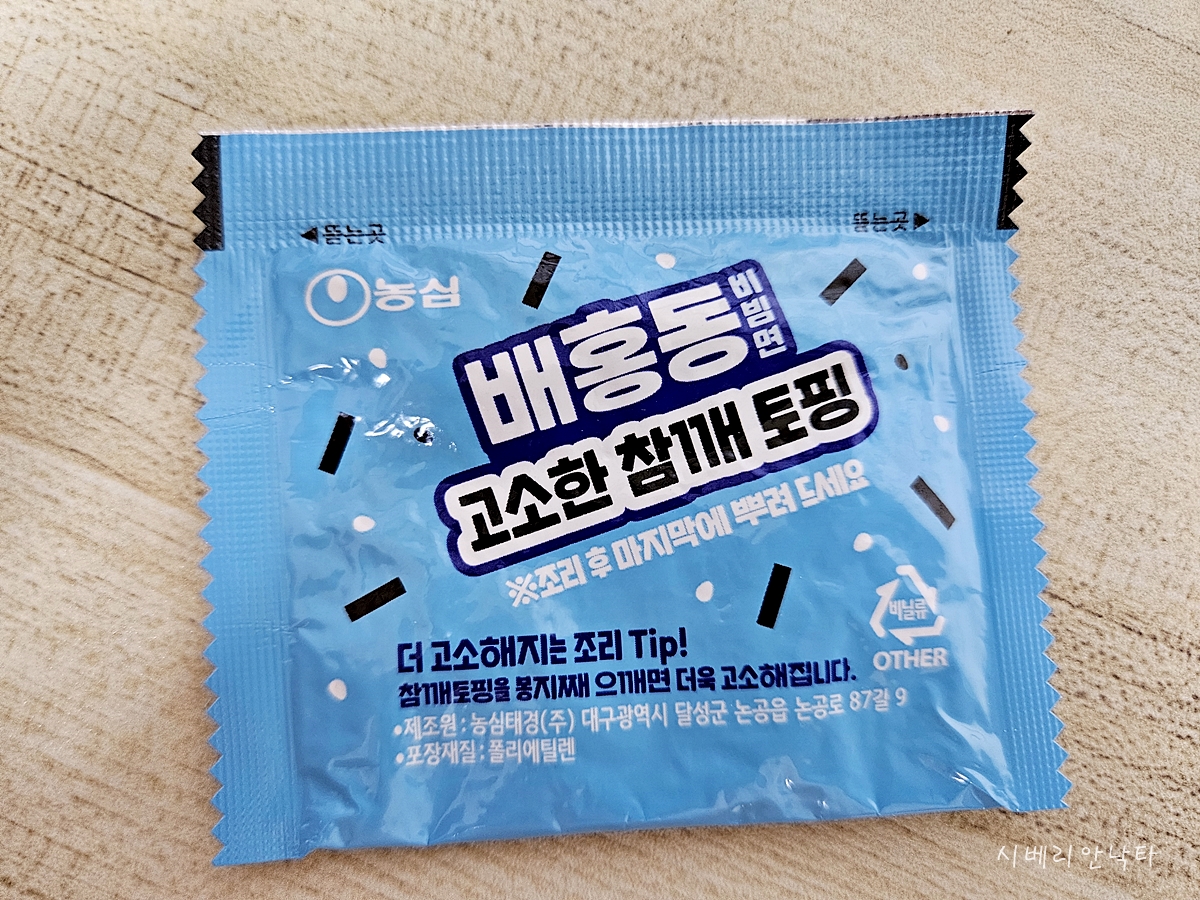 ◀뜯는곳
뜯는곳▶
농심
배홍동
비빔면
고소한 참깨 토핑
※조리 후 마지막에 뿌려 드세요
비닐류
OTHER
더 고소해지는 조리 Tip!
참깨토핑을 봉지째 으깨면 더욱 고소해집니다.
•제조원 : 농심태경(주) 대구광역시 달성군 논공읍 논공로 87길 9
•포장재질 : 폴리에틸렌
시베리안낙타